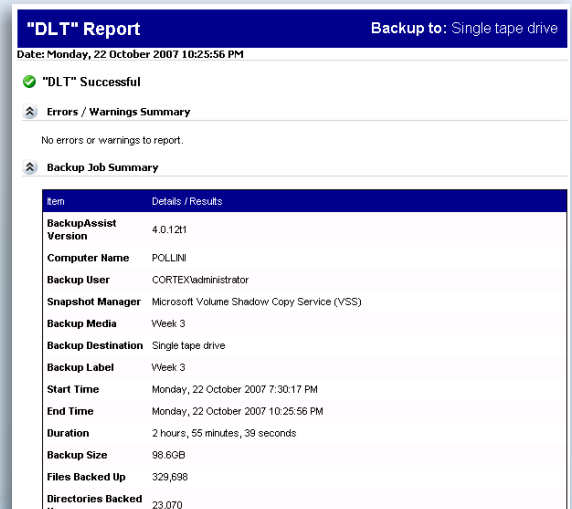 "DLT" Report Backup to: Single tape drive
Date: Monday, 22 October 2007 10:25:56 PM
"DLT" Successful
Errors / Warnings Summary
No errors or warnings to report.
Backup Job Summary
Item Details / Results
BackupAssist
Version 4.0.12t1
Computer Name POLLINI
Backup User CORTEX\administrator
Snapshot Manager Microsoft Volume Shadow Copy Service (VSS)
Backup Media Week 3
Backup Destination Single tape drive
Backup Label Week 3
Start Time Monday, 22 October 2007 7:30:17 PM
End Time Monday, 22 October 2007 10:25:56 PM
Duration 2 hours, 55 minutes, 39 seconds
Backup Size 98.6GB
Files Backed Up 329,698
Directories Backed 23,070